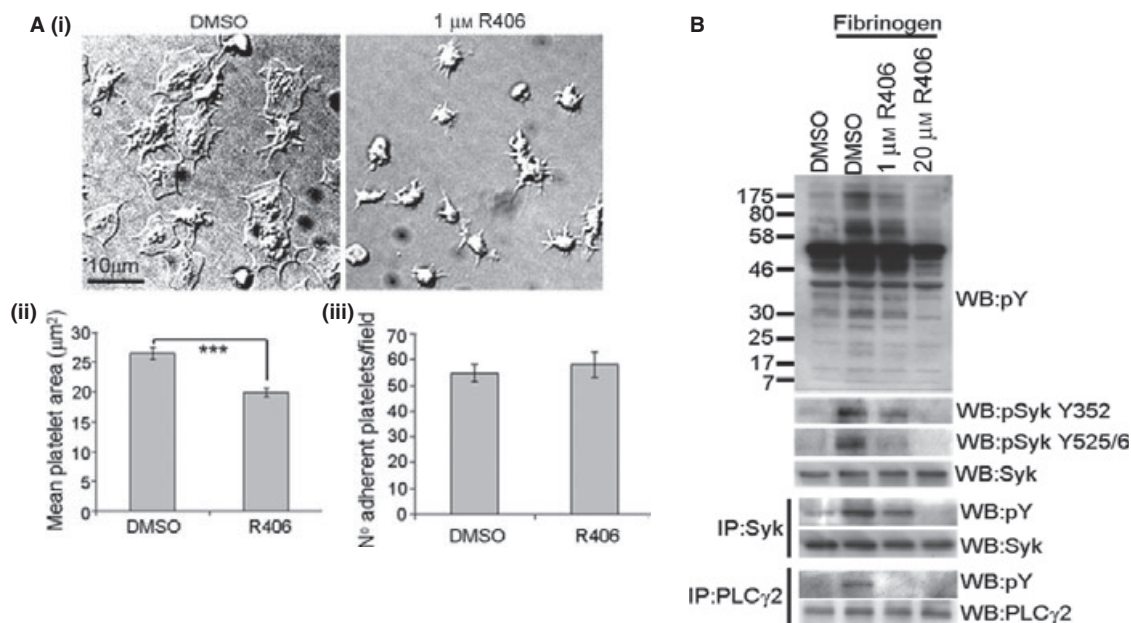 A (i)
DMSO
1 μM R406
10μm
(ii)
Mean platelet area (μm²)
30
25
20
15
10
5
0
***
DMSO
R406
(iii)
Nº adherent platelets/field
70
60
50
40
30
20
10
0
DMSO
R406
B
Fibrinogen
DMSO
DMSO
1 μM R406
20 μM R406
175
80
58
46
30
25
17
7
WB:pY
WB:pSyk Y352
WB:pSyk Y525/6
WB:Syk
IP:Syk
WB:pY
WB:Syk
IP:PLCγ2
WB:pY
WB:PLCγ2